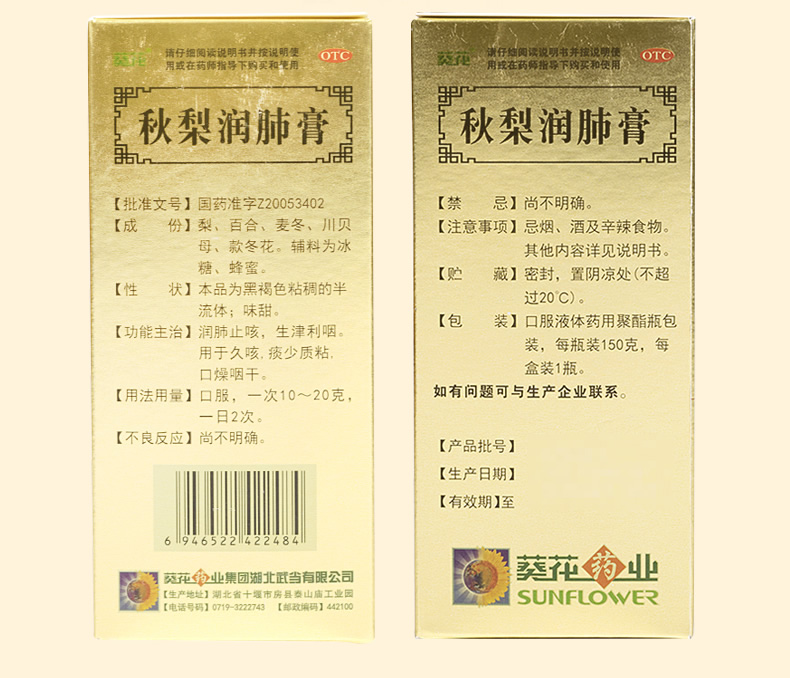 葵花
请仔细阅读说明书并按说明使
用或在药师指导下购买和使用
OTC
秋梨润肺膏
【批准文号】国药准字Z20053402
【成 份】梨、百合、麦冬、川贝
母、款冬花。辅料为冰
糖、蜂蜜。
【性 状】本品为黑褐色粘稠的半
流体；味甜。
【功能主治】润肺止咳，生津利咽。
用于久咳,痰少质粘,
口燥咽干。
【用法用量】口服，一次10～20克，
一日2次。
【不良反应】尚不明确。
6 946522 422484
葵花药业集团湖北武当有限公司
【生产地址】湖北省十堰市房县泰山庙工业园
【电话号码】0719-3222743 【邮政编码】442100
葵花
请仔细阅读说明书并按说明使
用或在药师指导下购买和使用
OTC
秋梨润肺膏
【禁 忌】尚不明确。
【注意事项】忌烟、酒及辛辣食物。
其他内容详见说明书。
【贮 藏】密封，置阴凉处(不超
过20℃)。
【包 装】口服液体药用聚酯瓶包
装，每瓶装150克，每
盒装1瓶。
如有问题可与生产企业联系。
【产品批号】
【生产日期】
【有效期】至
葵花药业
SUNFLOWER